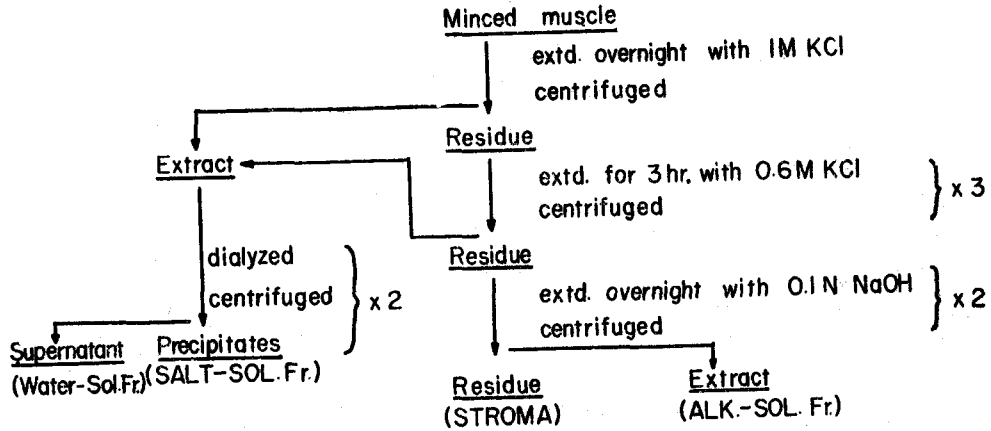 Minced muscle
extd. overnight with 1M KCl
centrifuged
Residue
Extract
extd. for 3 hr. with 0.6 M KCl
centrifuged
} x 3
Residue
dialyzed
centrifuged
} x 2
extd. overnight with 0.1 N NaOH
centrifuged
} x 2
Supernatant
(Water-Sol.Fr.)
Precipitates
(SALT-SOL. Fr.)
Residue
(STROMA)
Extract
(ALK.-SOL. Fr.)